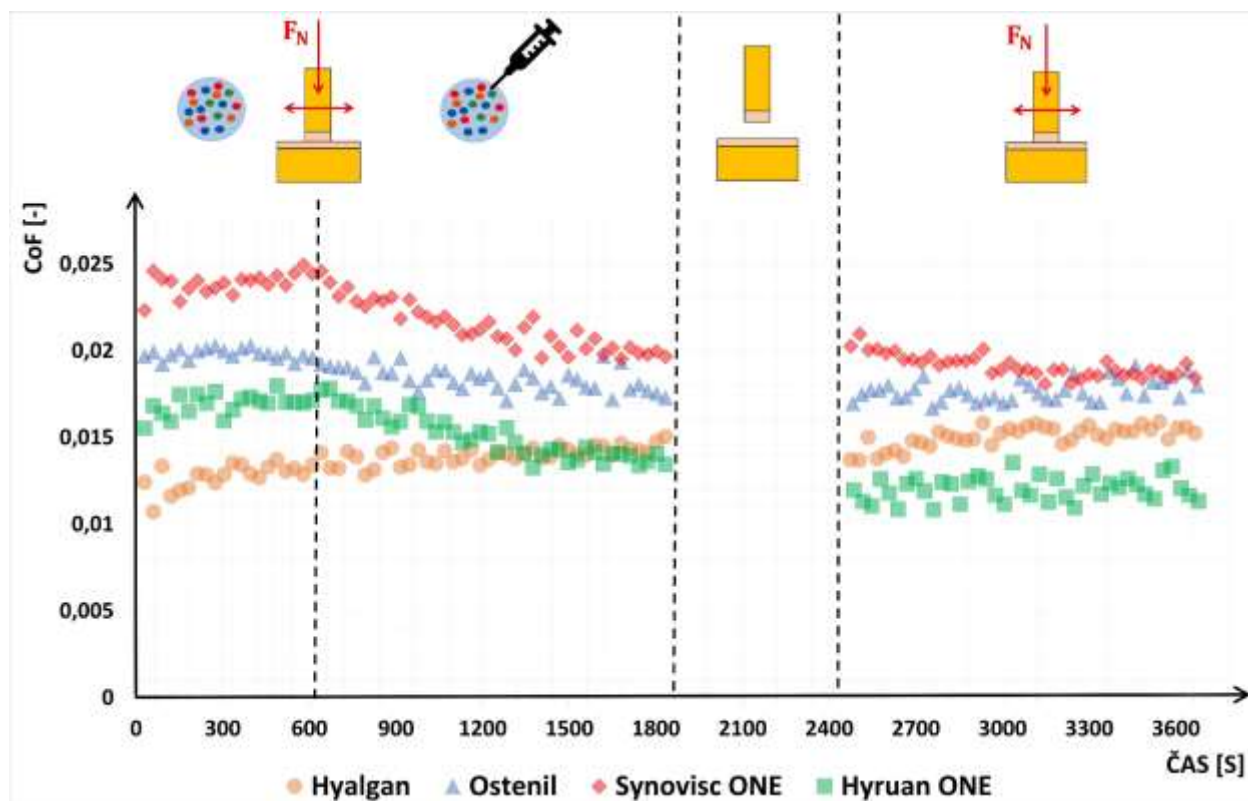 F_N
F_N
CoF [-]
0,025
0,02
0,015
0,01
0,005
0
0 300 600 900 1200 1500 1800 2100 2400 2700 3000 3300 3600
ČAS [S]
Hyalgan Ostenil Synovisc ONE Hyruan ONE